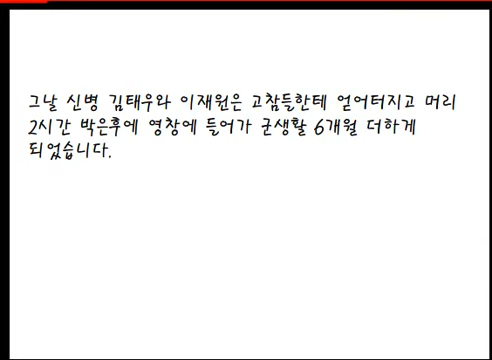 그날 신병 김태우와 이재원은 고참들한테 얻어터지고 머리
2시간 박은후에 영창에 들어가 군생활 6개월 더하게
되었습니다.